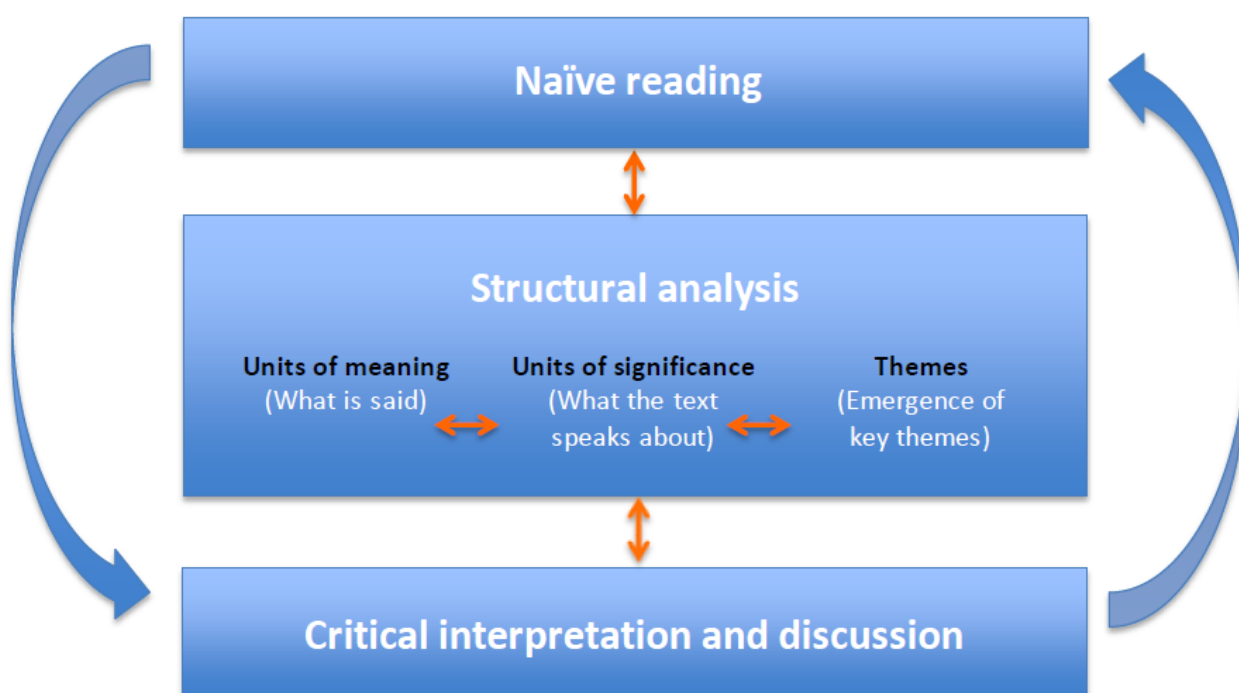 Naïve reading
Structural analysis
Units of meaning
(What is said)
Units of significance
(What the text
speaks about)
Themes
(Emergence of
key themes)
Critical interpretation and discussion